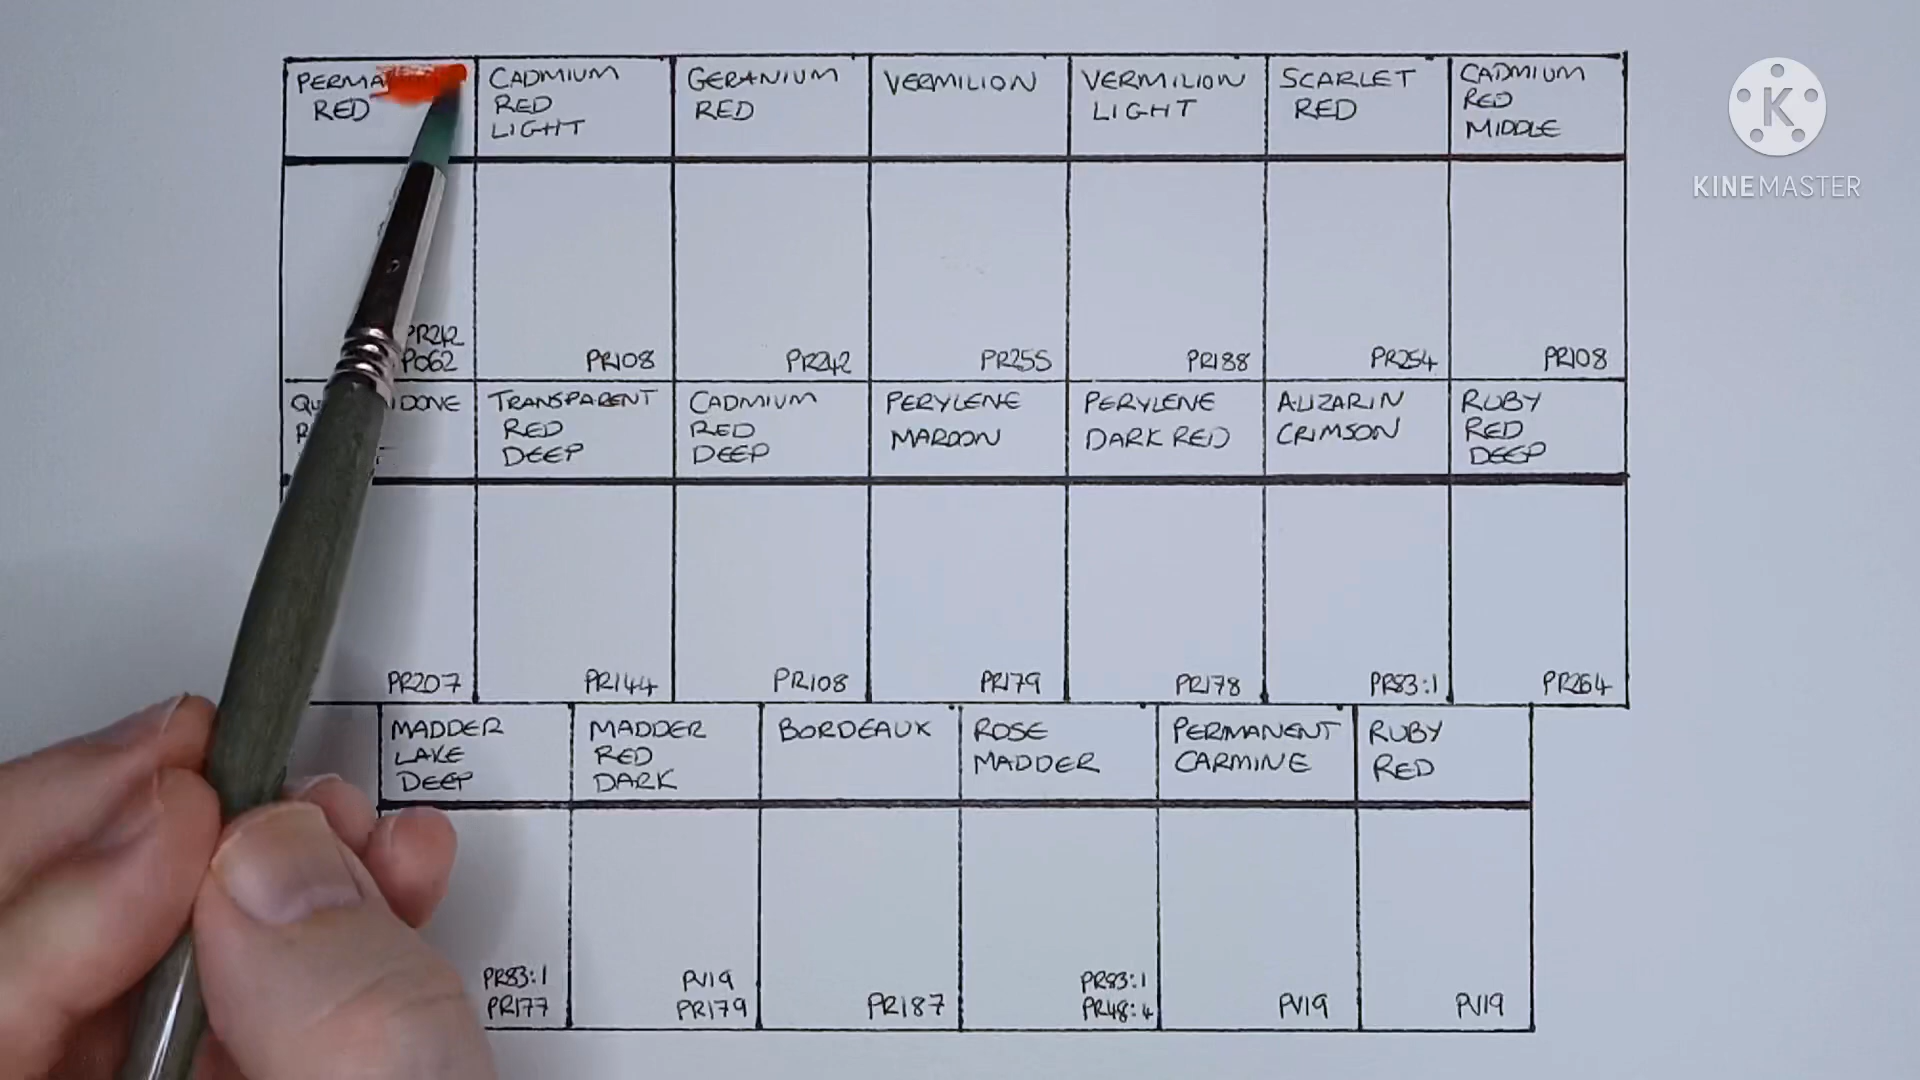 PERMA
RED
CADMIUM
RED
LIGHT
GERANIUM
RED
VERMILION
VERMILION
LIGHT
SCARLET
RED
CADMIUM
RED
MIDDLE
KINEMASTER
PR242
PO62
PR108
PR242
PR255
PR188
PR254
PR108
TRANSPARENT
RED
DEEP
CADMIUM
RED
DEEP
PERYLENE
MAROON
PERYLENE
DARK RED
ALIZARIN
CRIMSON
RUBY
RED
DEEP
PR207
PR144
PR108
PR179
PR178
PR83:1
PR264
MADDER
LAKE
DEEP
MADDER
RED
DARK
BORDEAUX
ROSE
MADDER
PERMANENT
CARMINE
RUBY
RED
PR83:1
PR177
PV19
PR179
PR187
PR83:1
PR48:4
PV19
PV19